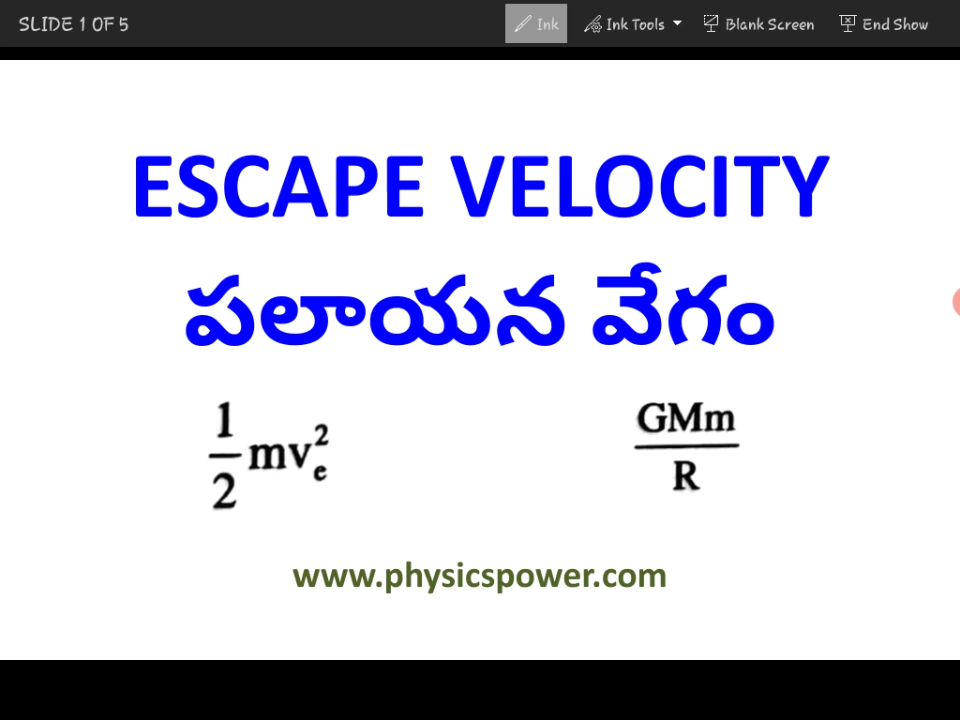 SLIDE 1 OF 5 Ink Ink Tools Blank Screen End Show
ESCAPE VELOCITY
పలాయన వేగం
1/2 mv_e^2 GMm/R
www.physicspower.com